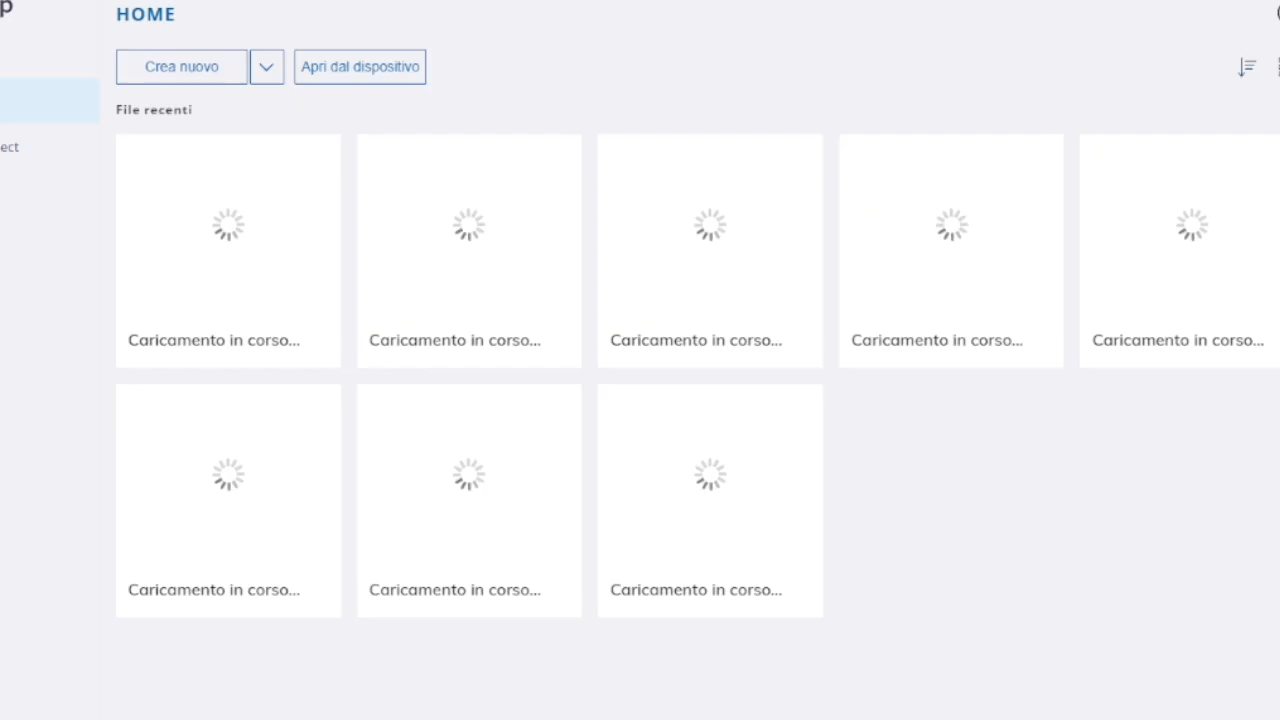 p
HOME
Crea nuovo
Apri dal dispositivo
File recenti
ect
Caricamento in corso...
Caricamento in corso...
Caricamento in corso...
Caricamento in corso...
Caricamento in corso...
Caricamento in corso...
Caricamento in corso...
Caricamento in corso...